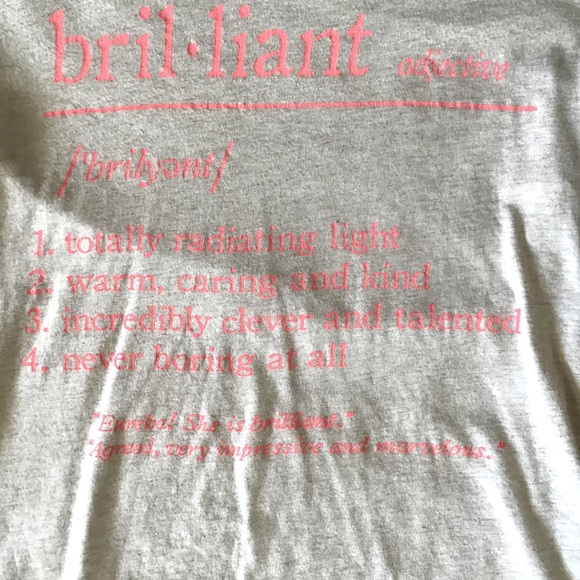 bril·liant adjective
/'brilyənt/
1. totally radiating light
2. warm, caring and kind
3. incredibly clever and talented
4. never boring at all
"Eureka! She is brilliant."
"Agreed, very impressive and marvelous."